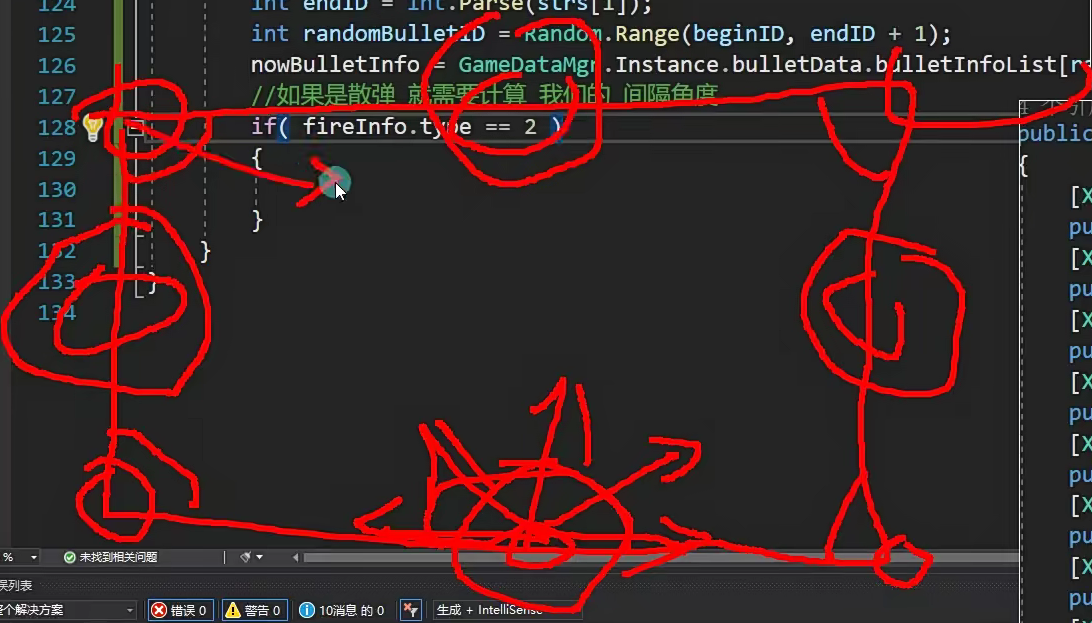 124 int endID = int.Parse(strs[1]);
125 int randomBulletID = Random.Range(beginID, endID + 1);
126 nowBulletInfo = GameDataMgr.Instance.bulletData.bulletInfoList[
127 //如果是散弹 就需要计算 我们的 间隔角度
128 if( fireInfo.type == 2 )
129 {
130
131 }
132 }
133 }
134
public
{
[X
pu
[X
pu
[X
pu
[X
pu
[X
pu
[X
pu
[X
pu
% 未找到相关问题
误列表
整个解决方案 错误 0 警告 0 10消息 的 0 生成 + IntelliSense